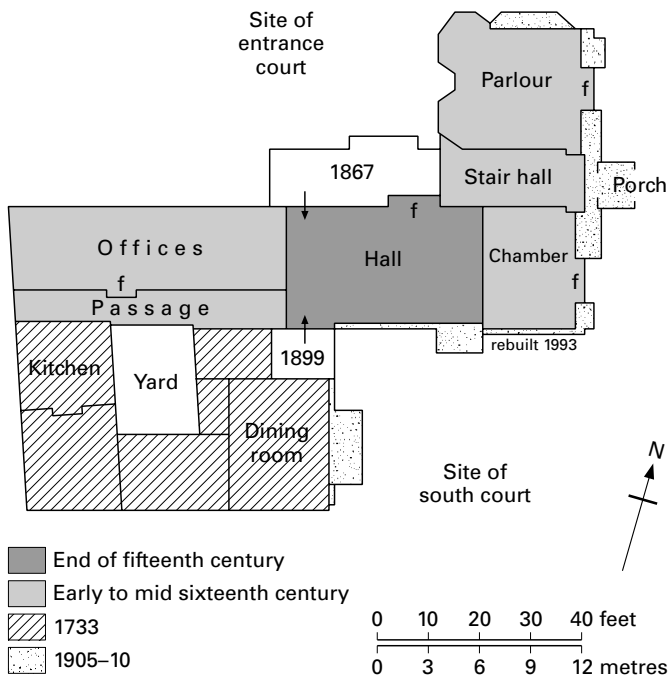 Site of
entrance
court
Parlour
f
1867
Stair hall
Porch
f
Offices
Hall
Chamber
f
f
Passage
Kitchen
Yard
1899
rebuilt 1993
Dining
room
Site of
south court
N
End of fifteenth century
Early to mid sixteenth century
1733
1905–10
0 10 20 30 40 feet
0 3 6 9 12 metres